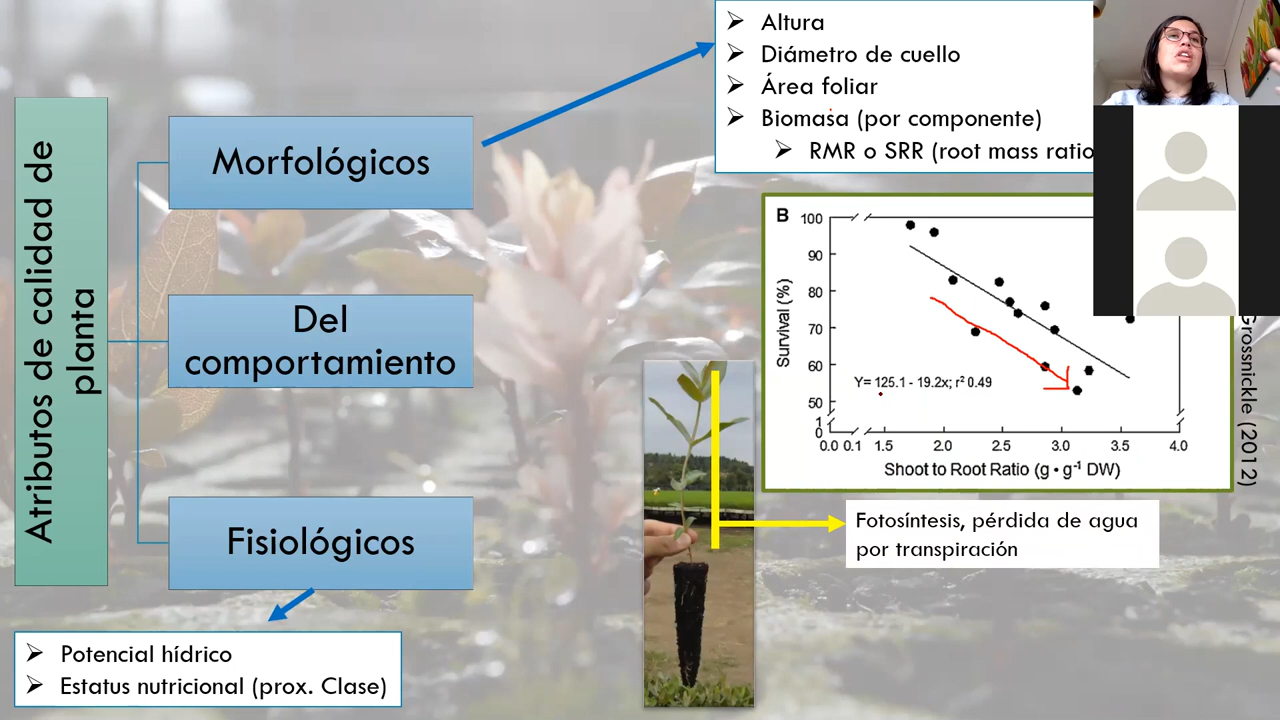 Atributos de calidad de
planta
Morfológicos
Del
comportamiento
Fisiológicos
Potencial hídrico
Estatus nutricional (prox. Clase)
Altura
Diámetro de cuello
Área foliar
Biomasa (por componente)
RMR o SRR (root mass ratio
B
100
90
80
70
60
50
1
0
Survival (%)
Y= 125.1 - 19.2x; r² 0.49
0.0 0.1 1.5 2.0 2.5 3.0 3.5 4.0
Shoot to Root Ratio (g • g⁻¹ DW)
Grossnickle (2012)
Fotosíntesis, pérdida de agua
por transpiración